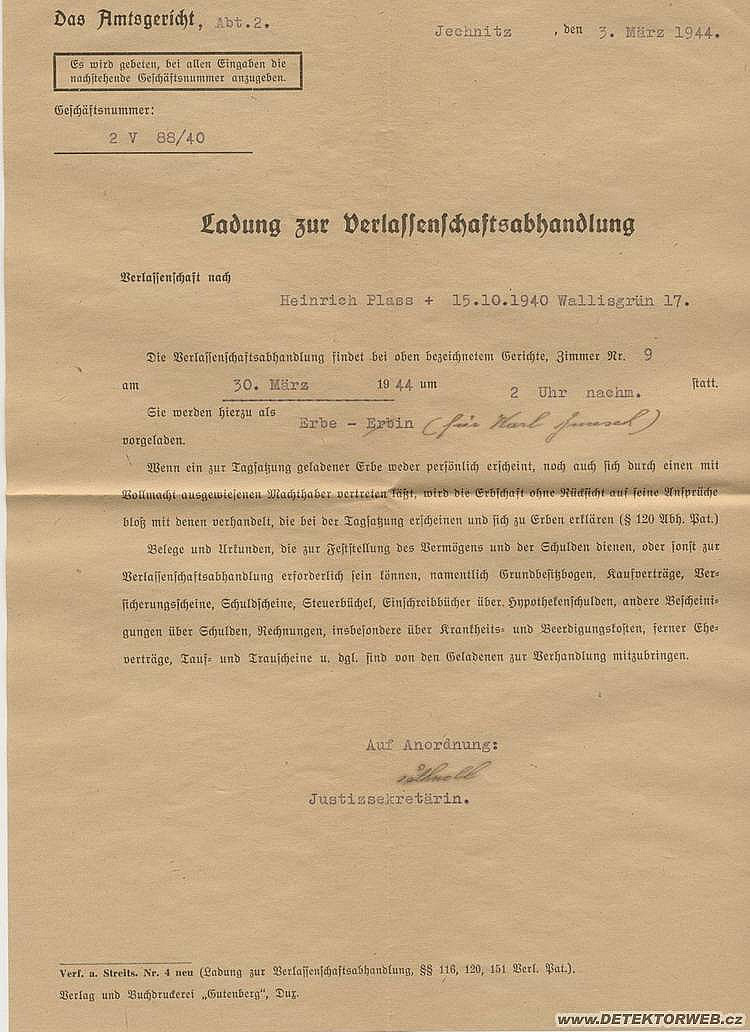 Das Amtsgericht, Abt.2.
Jechnitz, den 3. März 1944.
Es wird gebeten, bei allen Eingaben die
nachstehende Geschäftsnummer anzugeben.
Geschäftsnummer:
2 V 88/40
Ladung zur Verlassenschaftsabhandlung
Verlassenschaft nach
Heinrich Plass + 15.10.1940 Wallisgrün 17.
Die Verlassenschaftsabhandlung findet bei oben bezeichnetem Gerichte, Zimmer Nr. 9
am 30. März 1944 um 2 Uhr nachm. statt.
Sie werden hierzu als Erbe - Erbin (für Karl
vorgeladen.
Wenn ein zur Tagsatzung geladener Erbe weder persönlich erscheint, noch auch sich durch einen mit
Vollmacht ausgewiesenen Machthaber vertreten läßt, wird die Erbschaft ohne Rücksicht auf seine Ansprüche
bloß mit denen verhandelt, die bei der Tagsatzung erscheinen und sich zu Erben erklären (§ 120 Abh. Pat.)
Belege und Urkunden, die zur Feststellung des Vermögens und der Schulden dienen, oder sonst zur
Verlassenschaftsabhandlung erforderlich sein können, namentlich Grundbesitzbogen, Kaufverträge, Ver-
sicherungsscheine, Schuldscheine, Steuerbüchel, Einschreibbücher über Hypothekenschulden, andere Bescheini-
gungen über Schulden, Rechnungen, insbesondere über Krankheits- und Beerdigungskosten, ferner Ehe-
verträge, Tauf- und Trauscheine u. dgl. sind von den Geladenen zur Verhandlung mitzubringen.
Auf Anordnung:
Justizsekretärin.
Verf. a. Streits. Nr. 4 neu (Ladung zur Verlassenschaftsabhandlung, §§ 116, 120, 151 Verl. Pat.).
Verlag und Buchdruckerei „Gutenberg", Dux.
www.DETEKTORWEB.cz